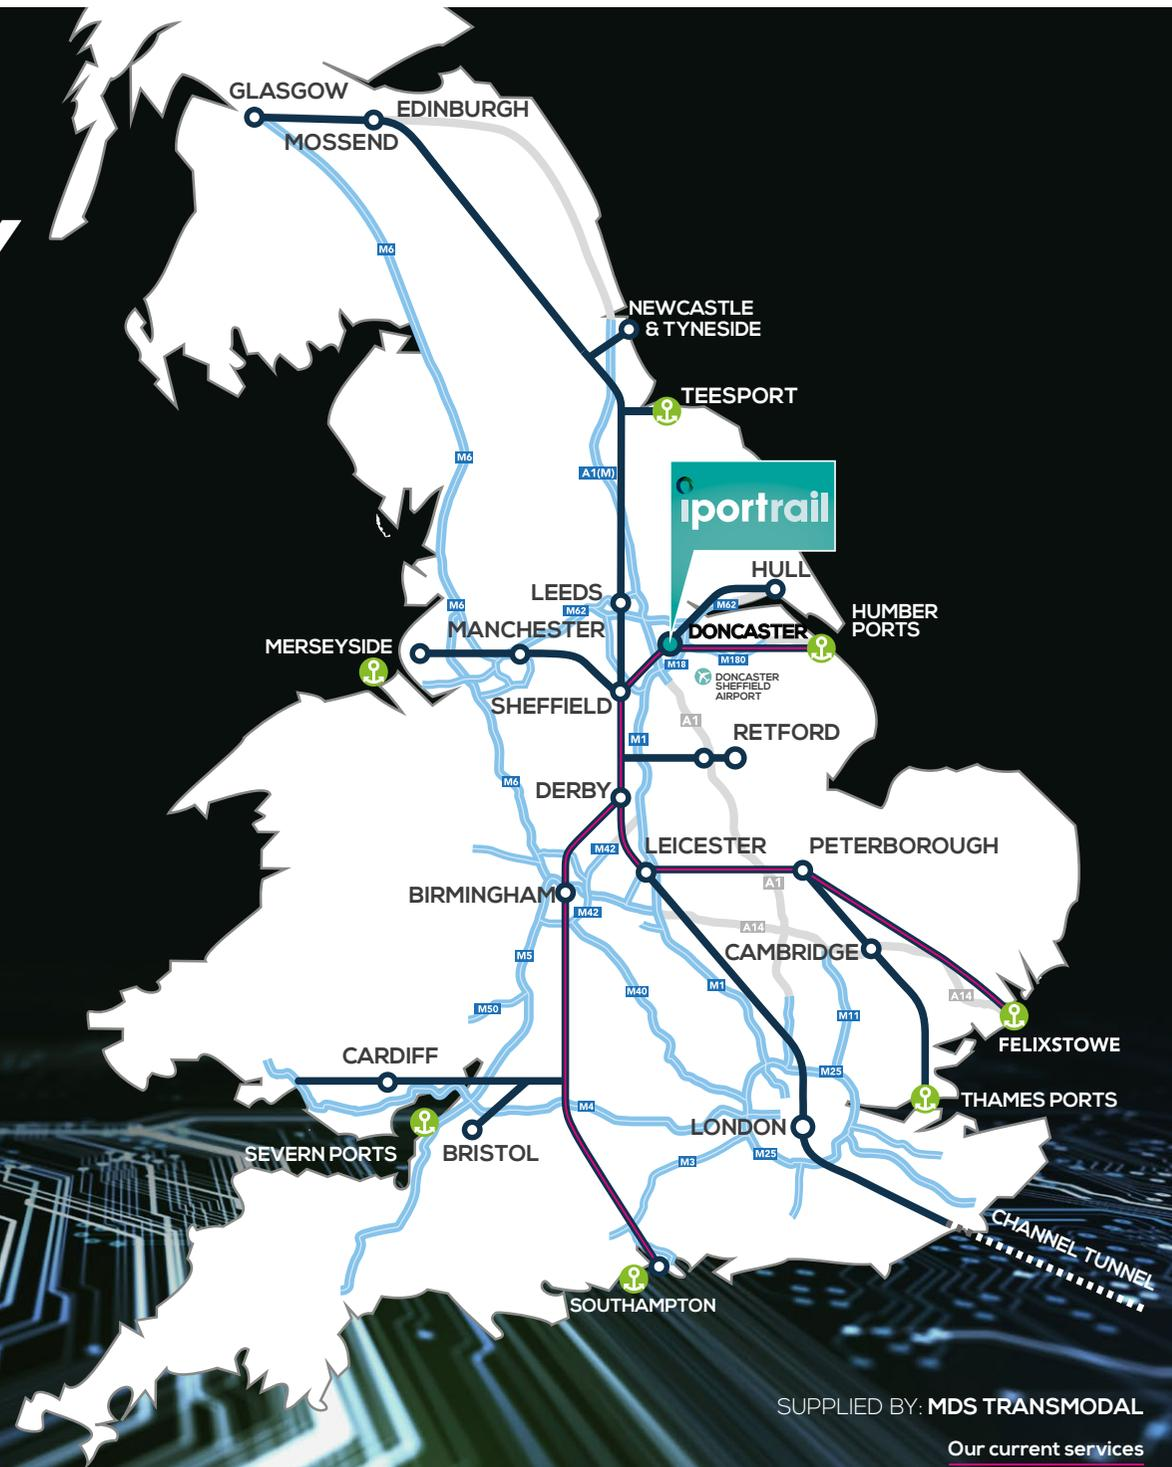 Y
GLASGOW
EDINBURGH
MOSSEND
M6
NEWCASTLE
& TYNESIDE
TEESPORT
M6
A1(M)
iportrail
HULL
LEEDS
M6
M62
M62
HUMBER
PORTS
MANCHESTER
DONCASTER
MERSEYSIDE
M18
M180
DONCASTER
SHEFFIELD
AIRPORT
SHEFFIELD
A1
RETFORD
M1
M6
DERBY
M42
LEICESTER
PETERBOROUGH
A1
BIRMINGHAM
M42
A14
CAMBRIDGE
M5
M1
M40
A14
M50
M11
FELIXSTOWE
CARDIFF
M25
THAMES PORTS
M4
LONDON
SEVERN PORTS
BRISTOL
M25
M3
CHANNEL TUNNEL
SOUTHAMPTON
SUPPLIED BY: MDS TRANSMODAL
Our current services